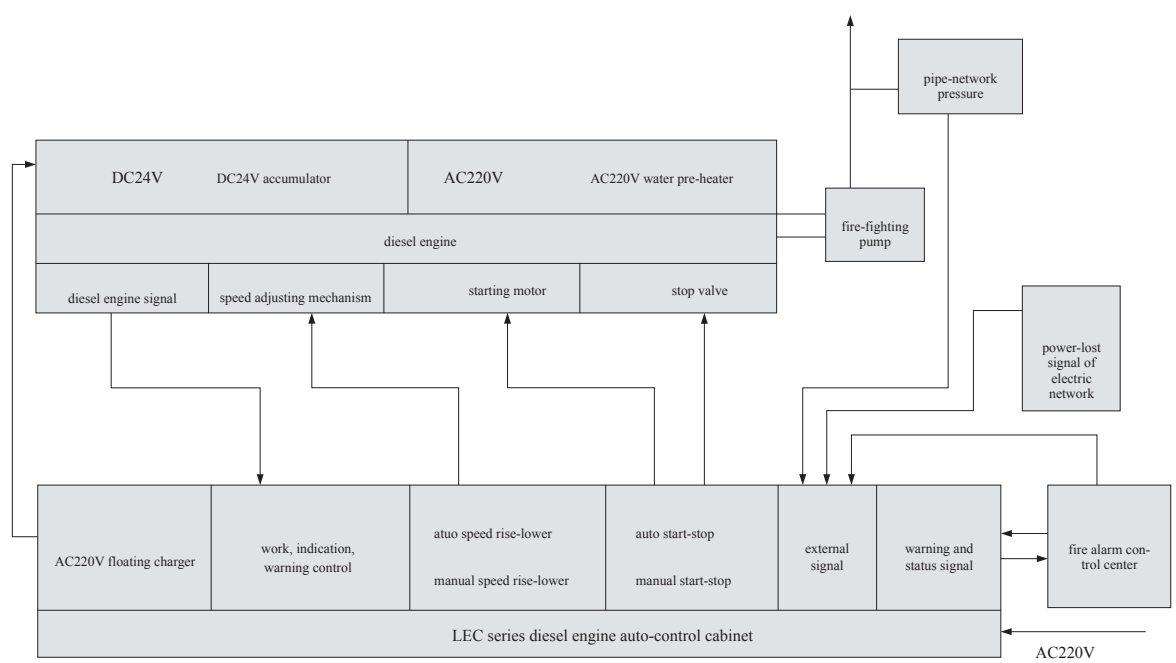 pipe-network
pressure
DC24V
DC24V accumulator
AC220V
AC220V water pre-heater
fire-fighting
pump
diesel engine
diesel engine signal
speed adjusting mechanism
starting motor
stop valve
power-lost
signal of
electric
network
AC220V floating charger
work, indication,
warning control
atuo speed rise-lower
manual speed rise-lower
auto start-stop
manual start-stop
external
signal
warning and
status signal
fire alarm con-
trol center
LEC series diesel engine auto-control cabinet
AC220V